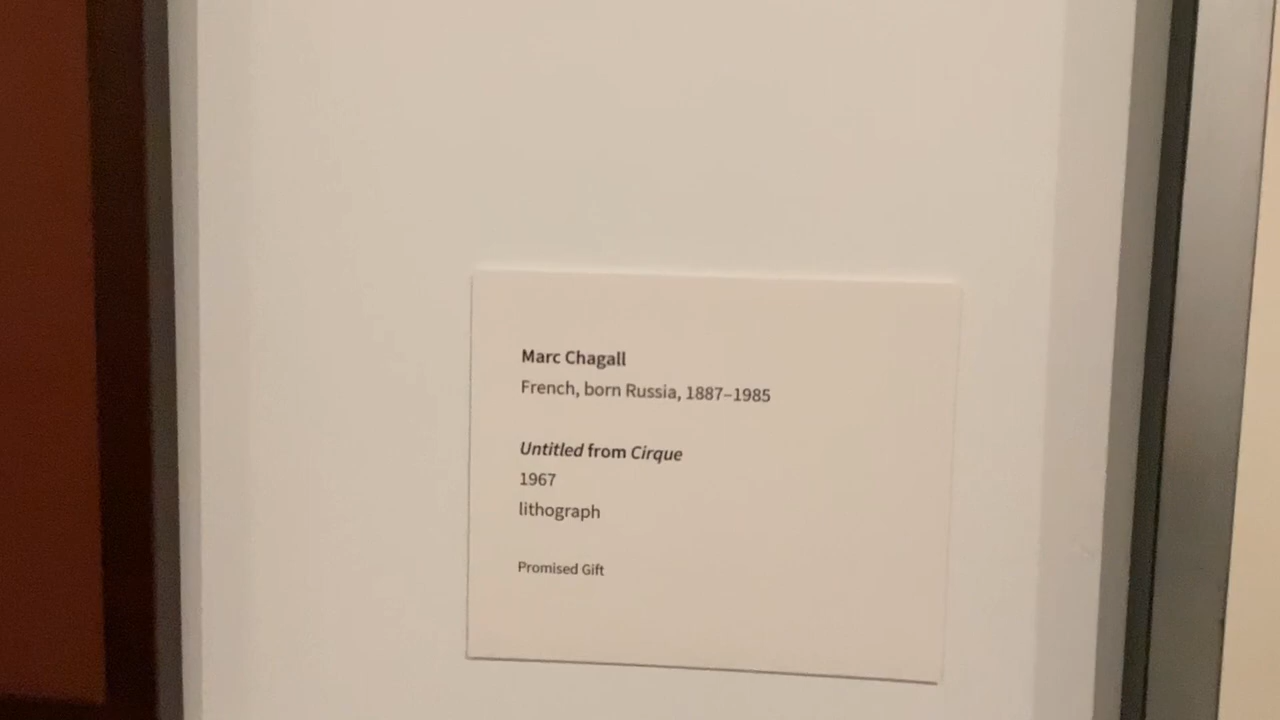 Marc Chagall
French, born Russia, 1887–1985
Untitled from Cirque
1967
lithograph
Promised Gift